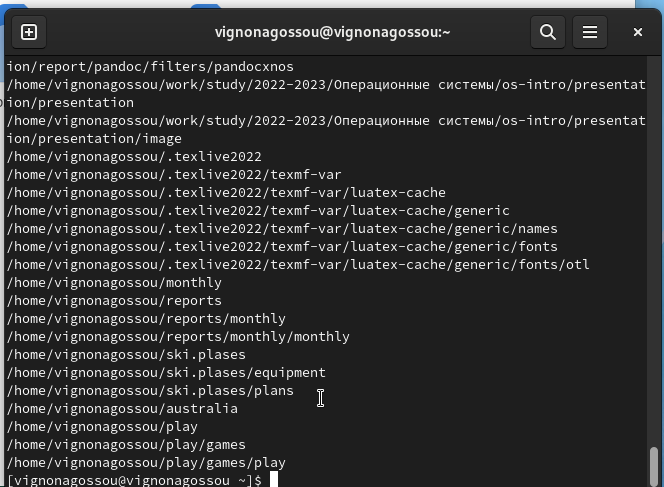 vignonagossou@vignonagossou:~
ion/report/pandoc/filters/pandocxnos
/home/vignonagossou/work/study/2022-2023/Операционные системы/os-intro/presentat
ion/presentation
/home/vignonagossou/work/study/2022-2023/Операционные системы/os-intro/presentat
ion/presentation/image
/home/vignonagossou/.texlive2022
/home/vignonagossou/.texlive2022/texmf-var
/home/vignonagossou/.texlive2022/texmf-var/luatex-cache
/home/vignonagossou/.texlive2022/texmf-var/luatex-cache/generic
/home/vignonagossou/.texlive2022/texmf-var/luatex-cache/generic/names
/home/vignonagossou/.texlive2022/texmf-var/luatex-cache/generic/fonts
/home/vignonagossou/.texlive2022/texmf-var/luatex-cache/generic/fonts/otl
/home/vignonagossou/monthly
/home/vignonagossou/reports
/home/vignonagossou/reports/monthly
/home/vignonagossou/reports/monthly/monthly
/home/vignonagossou/ski.plases
/home/vignonagossou/ski.plases/equipment
/home/vignonagossou/ski.plases/plans
/home/vignonagossou/australia
/home/vignonagossou/play
/home/vignonagossou/play/games
/home/vignonagossou/play/games/play
[vignonagossou@vignonagossou ~]$